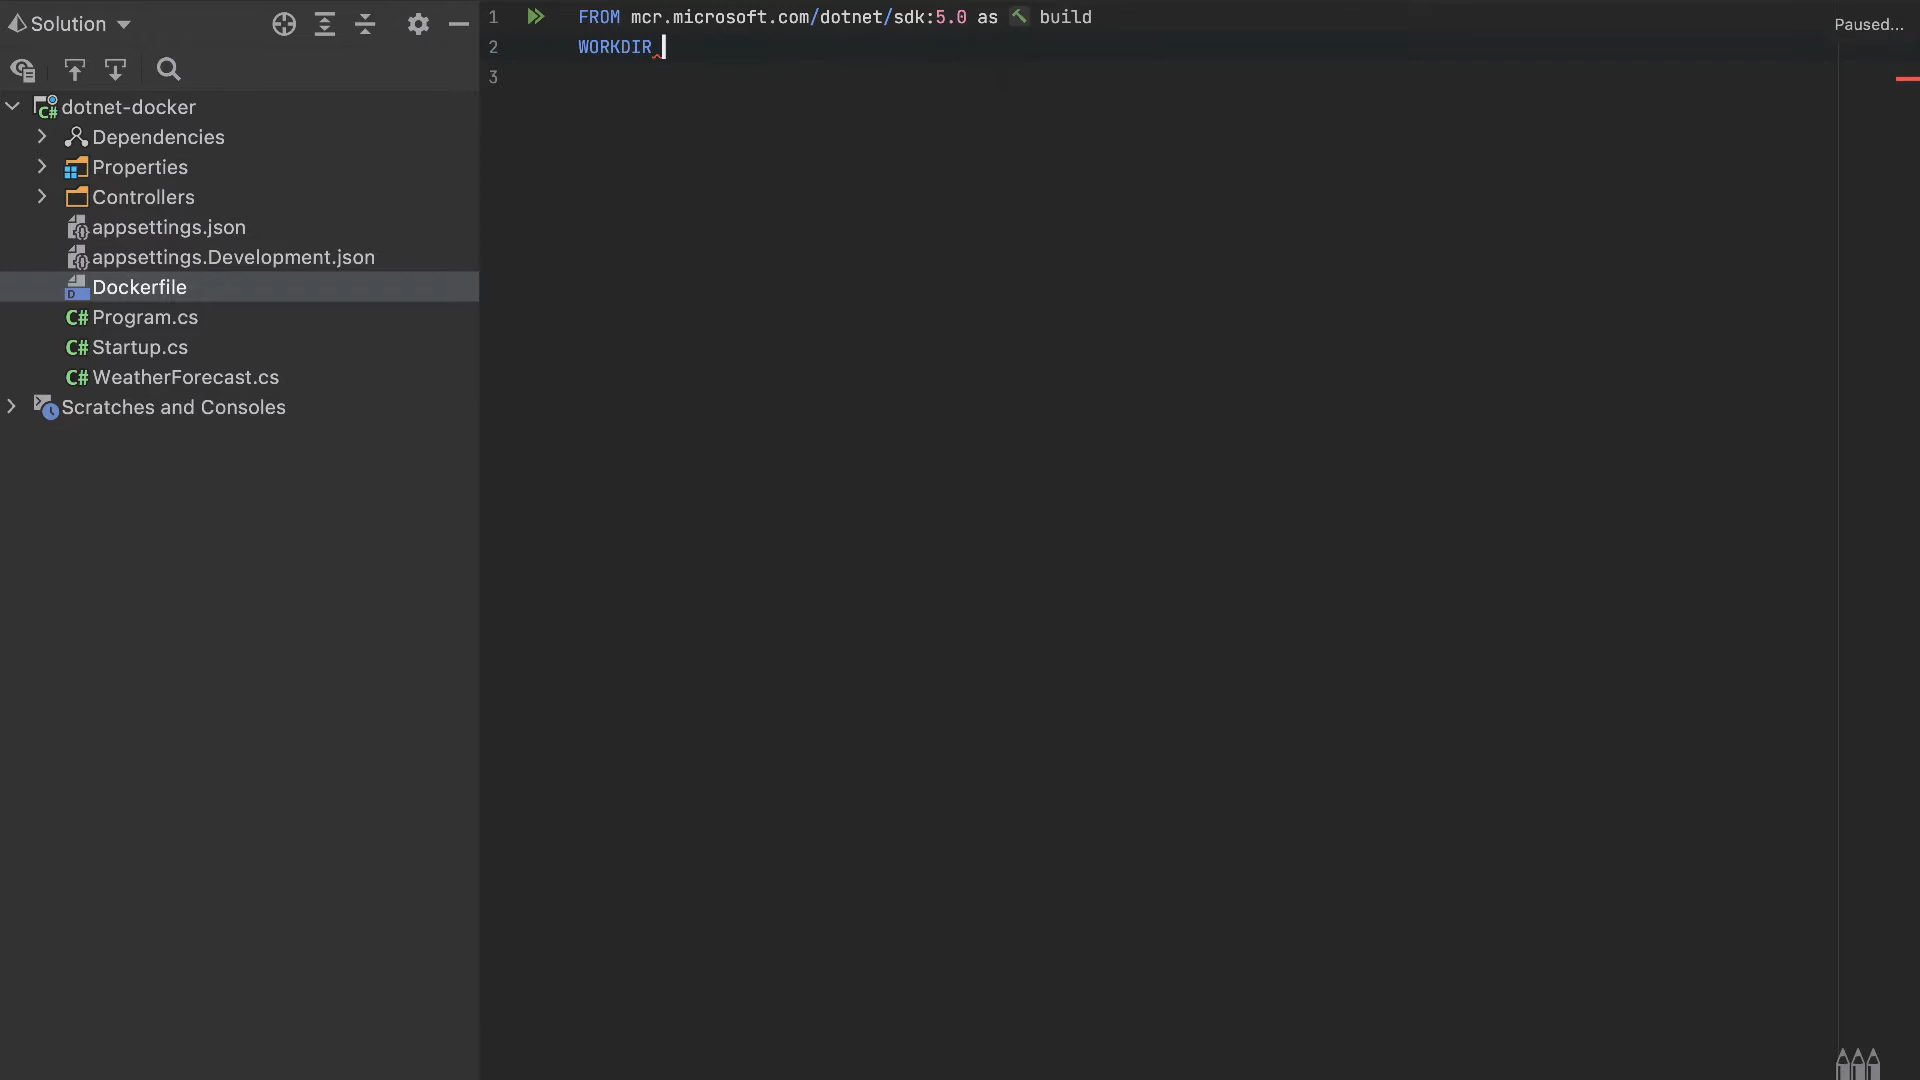 Solution
dotnet-docker
Dependencies
Properties
Controllers
appsettings.json
appsettings.Development.json
Dockerfile
C# Program.cs
C# Startup.cs
C# WeatherForecast.cs
Scratches and Consoles
1 FROM mcr.microsoft.com/dotnet/sdk:5.0 as build
2 WORKDIR
3
Paused...